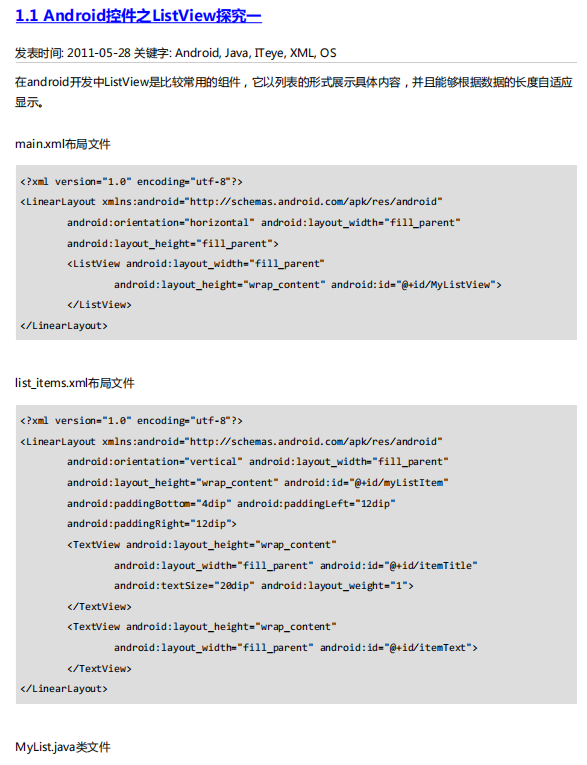 1.1 Android控件之ListView探究一
发表时间: 2011-05-28 关键字: Android, Java, ITeye, XML, OS
在android开发中ListView是比较常用的组件，它以列表的形式展示具体内容，并且能够根据数据的长度自适应
显示。
main.xml布局文件
<?xml version="1.0" encoding="utf-8"?>
<LinearLayout xmlns:android="http://schemas.android.com/apk/res/android"
android:orientation="horizontal" android:layout_width="fill_parent"
android:layout_height="fill_parent">
<ListView android:layout_width="fill_parent"
android:layout_height="wrap_content" android:id="@+id/MyListView">
</ListView>
</LinearLayout>
list_items.xml布局文件
<?xml version="1.0" encoding="utf-8"?>
<LinearLayout xmlns:android="http://schemas.android.com/apk/res/android"
android:orientation="vertical" android:layout_width="fill_parent"
android:layout_height="wrap_content" android:id="@+id/myListItem"
android:paddingBottom="4dip" android:paddingLeft="12dip"
android:paddingRight="12dip">
<TextView android:layout_height="wrap_content"
android:layout_width="fill_parent" android:id="@+id/itemTitle"
android:textSize="20dip" android:layout_weight="1">
</TextView>
<TextView android:layout_height="wrap_content"
android:layout_width="fill_parent" android:id="@+id/itemText">
</TextView>
</LinearLayout>
MyList.java类文件